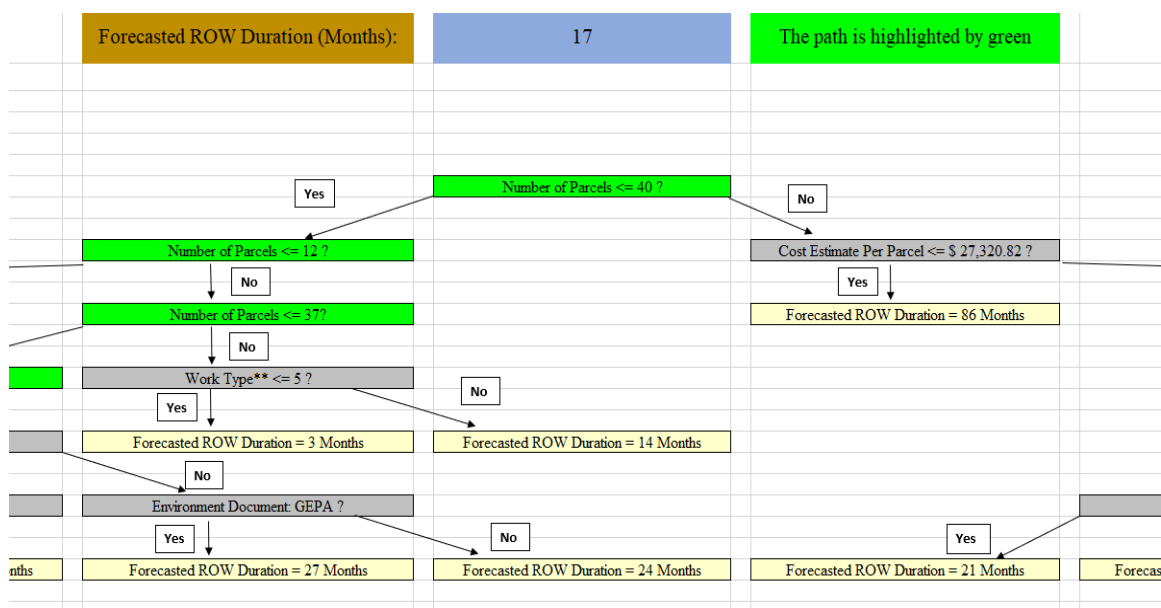 Forecasted ROW Duration (Months):
17
The path is highlighted by green
Yes
Number of Parcels <= 40 ?
No
Number of Parcels <= 12 ?
Cost Estimate Per Parcel <= $ 27,320.82 ?
No
Yes
Number of Parcels <= 37?
Forecasted ROW Duration = 86 Months
No
Work Type** <= 5 ?
No
Yes
Forecasted ROW Duration = 3 Months
Forecasted ROW Duration = 14 Months
No
Environment Document: GEPA ?
Yes
No
Yes
nths
Forecasted ROW Duration = 27 Months
Forecasted ROW Duration = 24 Months
Forecasted ROW Duration = 21 Months
Forecas